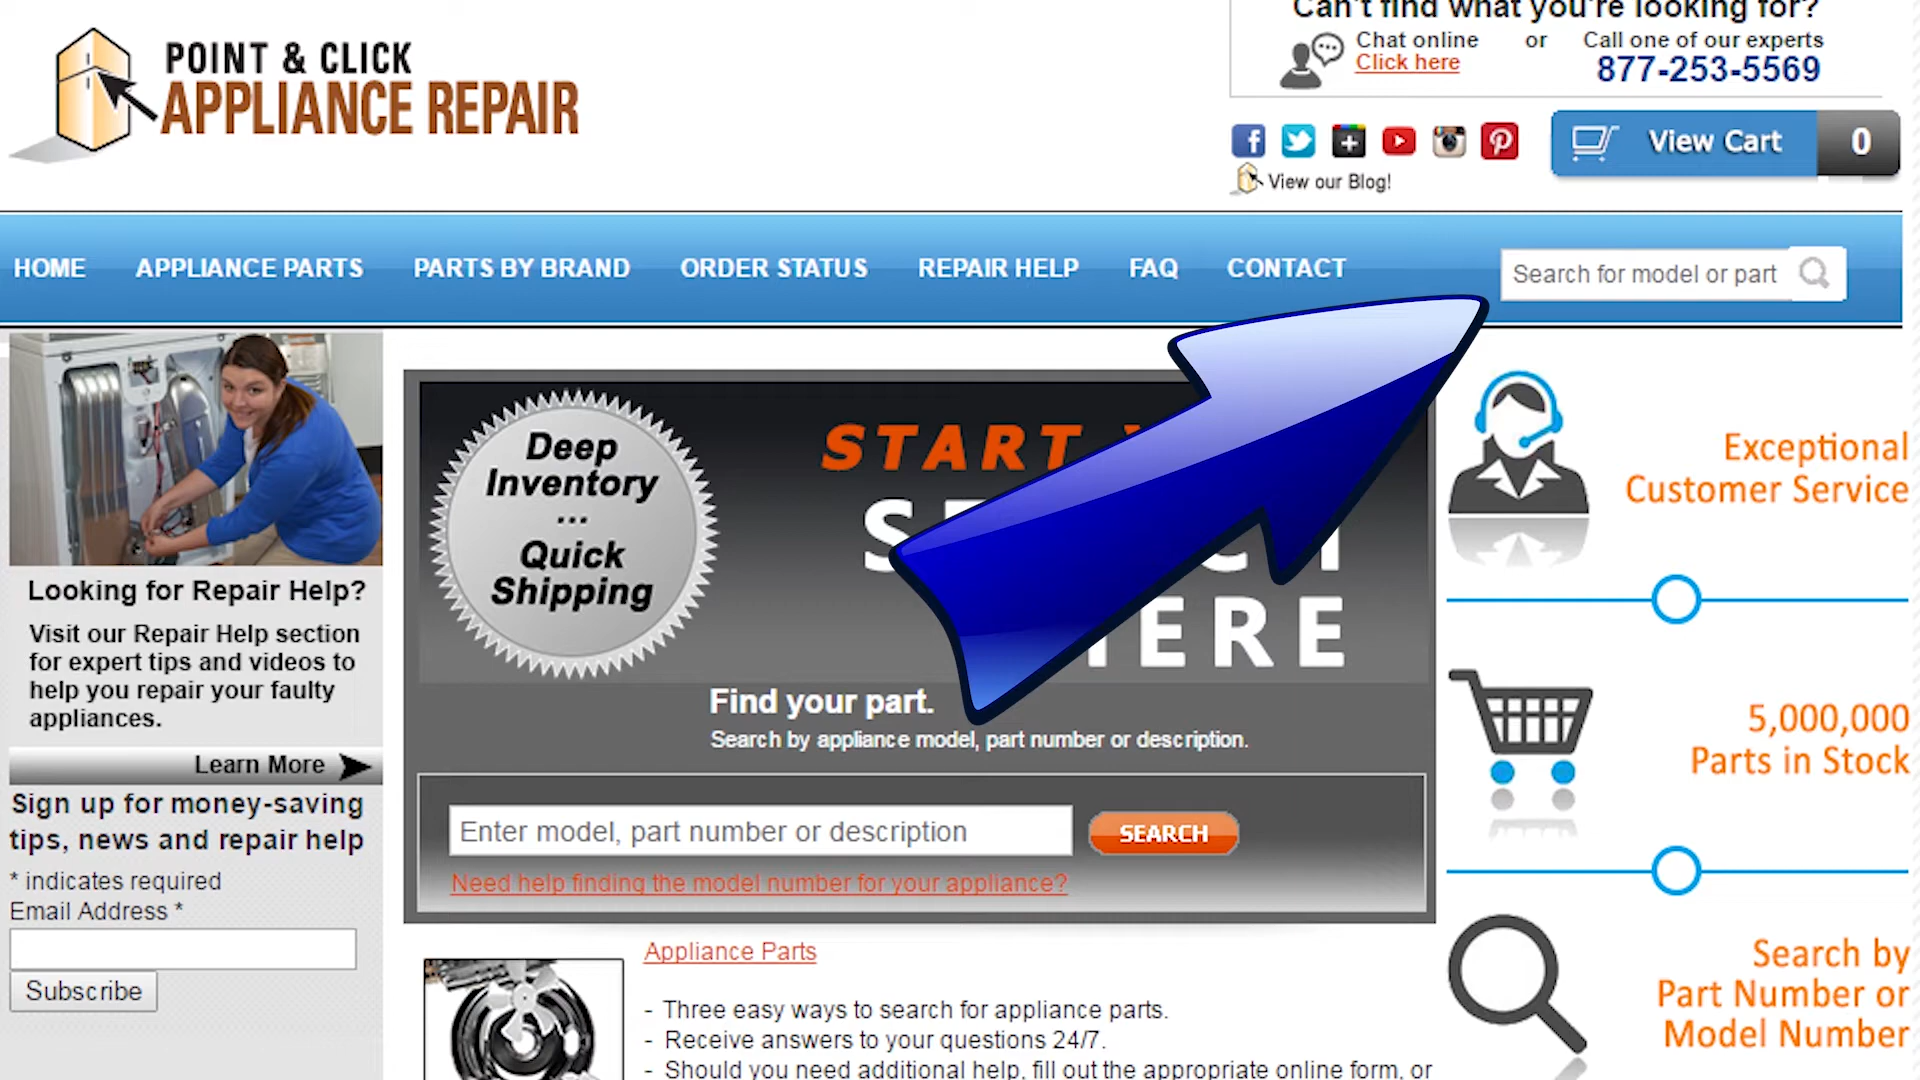 POINT & CLICK
APPLIANCE REPAIR
Can't find what you're looking for?
Chat online or Call one of our experts
Click here
877-253-5569
View Cart 0
View our Blog!
HOME APPLIANCE PARTS PARTS BY BRAND ORDER STATUS REPAIR HELP FAQ CONTACT
Search for model or part
Looking for Repair Help?
Visit our Repair Help section
for expert tips and videos to
help you repair your faulty
appliances.
Learn More
Sign up for money-saving
tips, news and repair help
* indicates required
Email Address *
Subscribe
Deep
Inventory
...
Quick
Shipping
START
Find your part.
Search by appliance model, part number or description.
Enter model, part number or description
SEARCH
Need help finding the model number for your appliance?
Appliance Parts
- Three easy ways to search for appliance parts.
- Receive answers to your questions 24/7.
- Should you need additional help, fill out the appropriate online form, or
Exceptional
Customer Service
5,000,000
Parts in Stock
Search by
Part Number or
Model Number